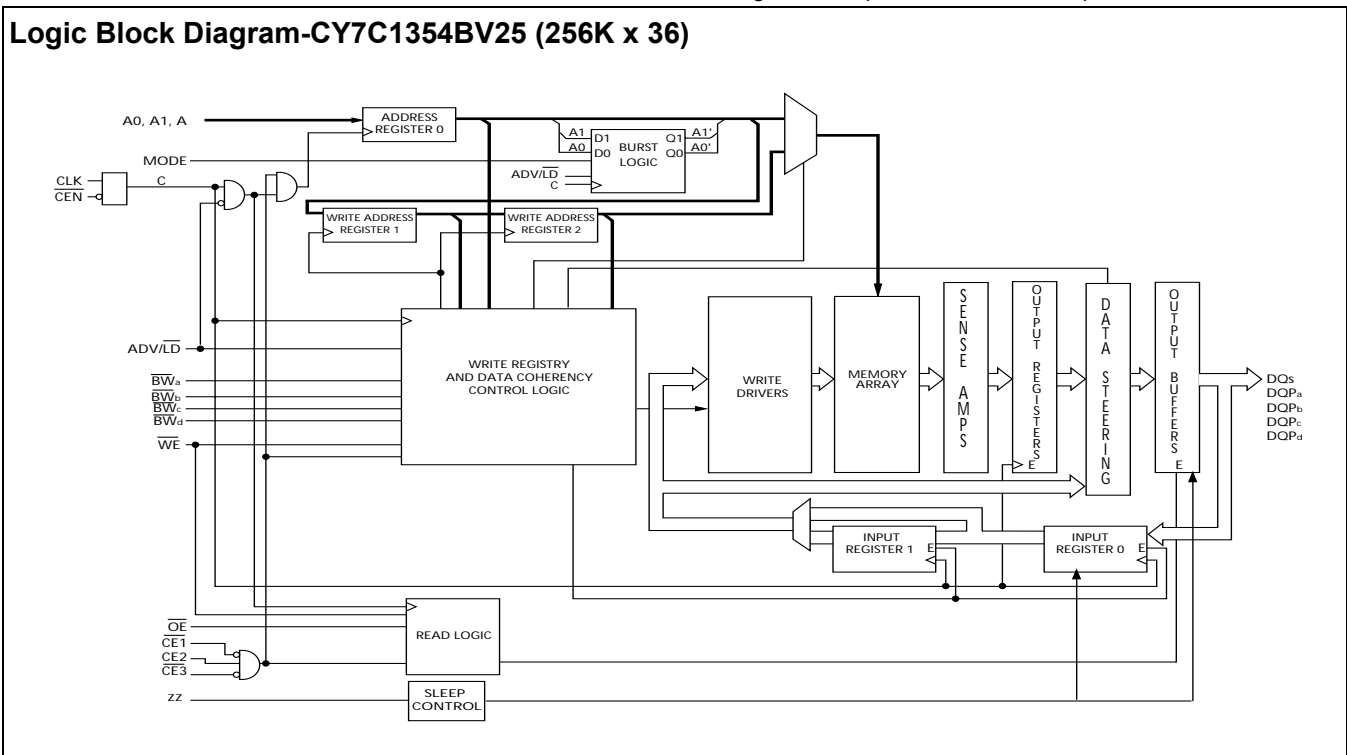 Logic Block Diagram-CY7C1354BV25 (256K x 36)
A0, A1, A
ADDRESS
REGISTER 0
A1
A0
D1
D0
BURST
LOGIC
Q1
Q0
A1'
A0'
MODE
ADV/LD
C
CLK
CEN
C
WRITE ADDRESS
REGISTER 1
WRITE ADDRESS
REGISTER 2
ADV/LD
BWa
BWb
BWc
BWd
WE
WRITE REGISTRY
AND DATA COHERENCY
CONTROL LOGIC
WRITE
DRIVERS
MEMORY
ARRAY
SENSE AMPS
OUTPUT REGISTERS
E
DATA STEERING
OUTPUT BUFFERS
E
DQs
DQPa
DQPb
DQPc
DQPd
INPUT
REGISTER 1
E
INPUT
REGISTER 0
E
OE
CE1
CE2
CE3
READ LOGIC
ZZ
SLEEP
CONTROL